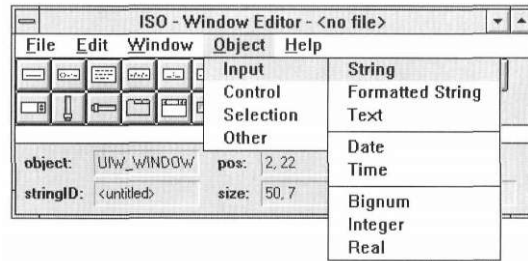 ISO - Window Editor - <no file>
File Edit Window Object Help
Input
Control
Selection
Other
String
Formatted String
Text
Date
Time
Bignum
Integer
Real
object: UIW_WINDOW pos: 2, 22
stringID: <untitled> size: 50, 7